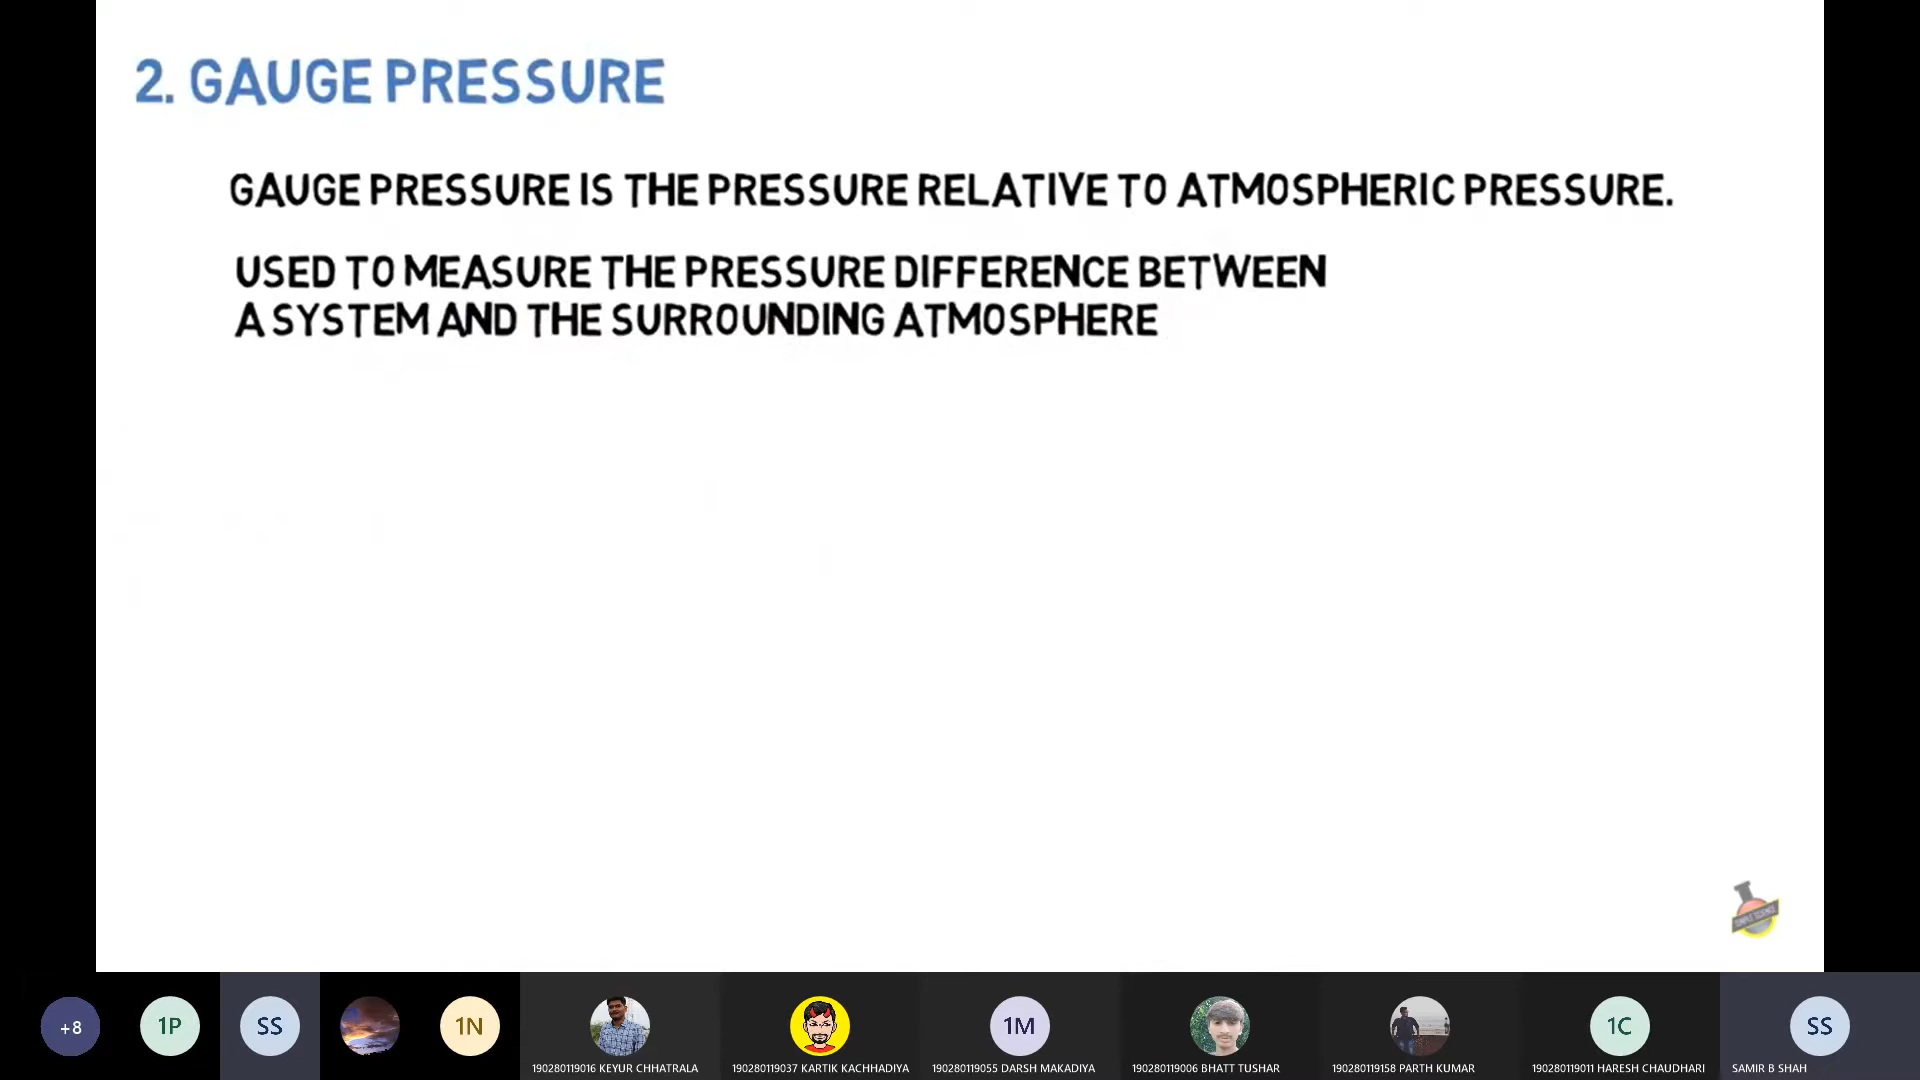 2. GAUGE PRESSURE
GAUGE PRESSURE IS THE PRESSURE RELATIVE TO ATMOSPHERIC PRESSURE.
USED TO MEASURE THE PRESSURE DIFFERENCE BETWEEN
A SYSTEM AND THE SURROUNDING ATMOSPHERE
SIMPLE SCIENCE
+8
1P
SS
1N
1M
1C
SS
190280119016 KEYUR CHHATRALA
190280119037 KARTIK KACHHADIYA
190280119055 DARSH MAKADIYA
190280119006 BHATT TUSHAR
190280119158 PARTH KUMAR
190280119011 HARESH CHAUDHARI
SAMIR B SHAH